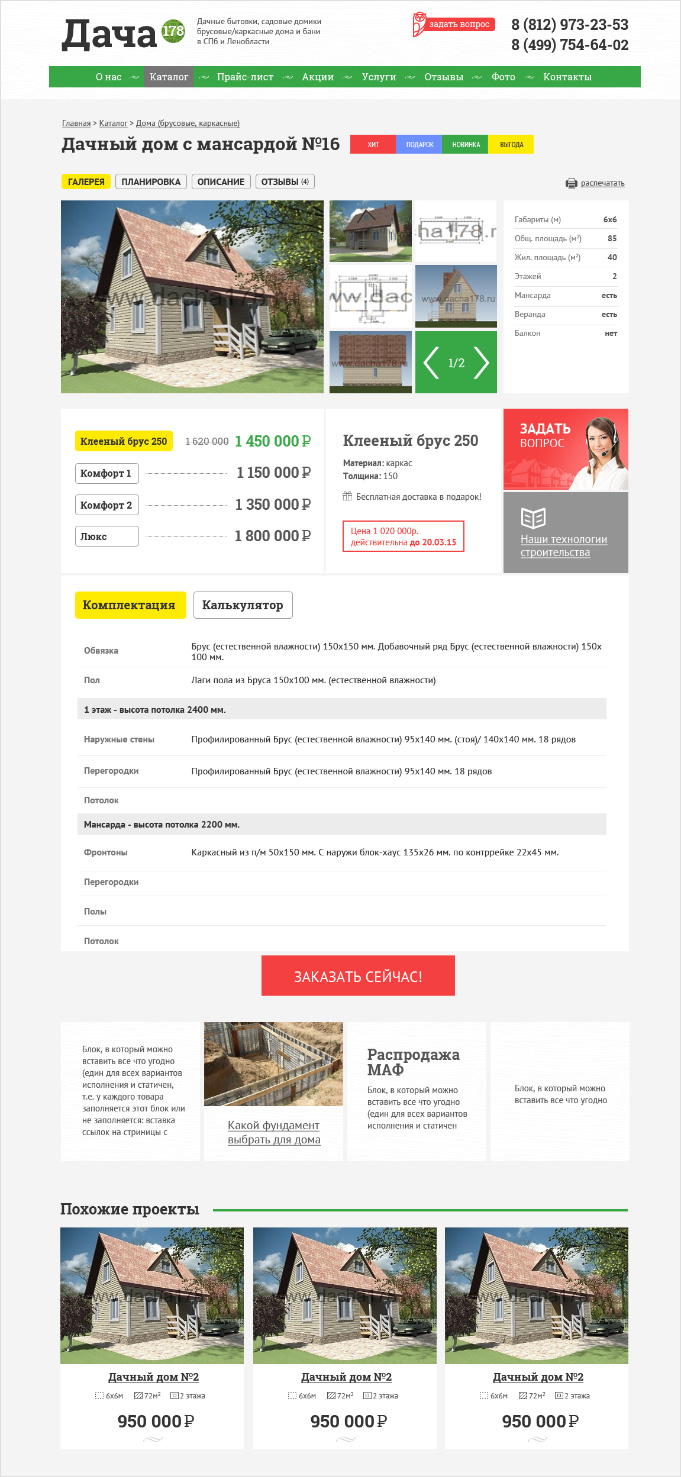 Дача 178
Дачные бытовки, садовые домики
брусовые/каркасные дома и бани
в СПб и Ленобласти
задать вопрос
8 (812) 973-23-53
8 (499) 754-64-02
О нас
Каталог
Прайс-лист
Акции
Услуги
Отзывы
Фото
Контакты
Главная > Каталог > Дома (брусовые, каркасные)
Дачный дом с мансардой №16
ХИТ
ПОДАРОК
НОВИНКА
ВЫГОДА
ГАЛЕРЕЯ
ПЛАНИРОВКА
ОПИСАНИЕ
ОТЗЫВЫ (4)
распечатать
www.dacha178.ru
1/2
Габариты (м) 6х6
Общ. площадь (м²) 85
Жил. площадь (м²) 40
Этажей 2
Мансарда есть
Веранда есть
Балкон нет
Клееный брус 250 1 620 000 1 450 000 ₽
Комфорт 1 1 150 000 ₽
Комфорт 2 1 350 000 ₽
Люкс 1 800 000 ₽
Клееный брус 250
Материал: каркас
Толщина: 150
Бесплатная доставка в подарок!
Цена 1 020 000р.
действительна до 20.03.15
ЗАДАТЬ
ВОПРОС
Наши технологии
строительства
Комплектация
Калькулятор
Обвязка
Брус (естественной влажности) 150х150 мм. Добавочный ряд Брус (естественной влажности) 150х
100 мм.
Пол
Лаги пола из Бруса 150х100 мм. (естественной влажности)
1 этаж - высота потолка 2400 мм.
Наружные стены
Профилированный Брус (естественной влажности) 95х140 мм. (стоя)/ 140х140 мм. 18 рядов
Перегородки
Профилированный Брус (естественной влажности) 95х140 мм. 18 рядов
Потолок
Мансарда - высота потолка 2200 мм.
Фронтоны
Каркасный из п/м 50х150 мм. С наружи блок-хаус 135х26 мм. по контррейке 22х45 мм.
Перегородки
Полы
Потолок
ЗАКАЗАТЬ СЕЙЧАС!
Блок, в который можно
вставить все что угодно
(един для всех вариантов
исполнения и статичен,
т.е. у каждого товара
заполняется этот блок или
не заполняется: вставка
ссылок на стриницы с
Какой фундамент
выбрать для дома
Распродажа
МАФ
Блок, в который можно
вставить все что угодно
(един для всех вариантов
исполнения и статичен
Блок, в который можно
вставить все что угодно
Похожие проекты
www.dacha178.ru
www.dacha178.ru
www.dacha178.ru
Дачный дом №2
Дачный дом №2
Дачный дом №2
6х6м 72м² 2 этажа
6х6м 72м² 2 этажа
6х6м 72м² 2 этажа
950 000 ₽
950 000 ₽
950 000 ₽